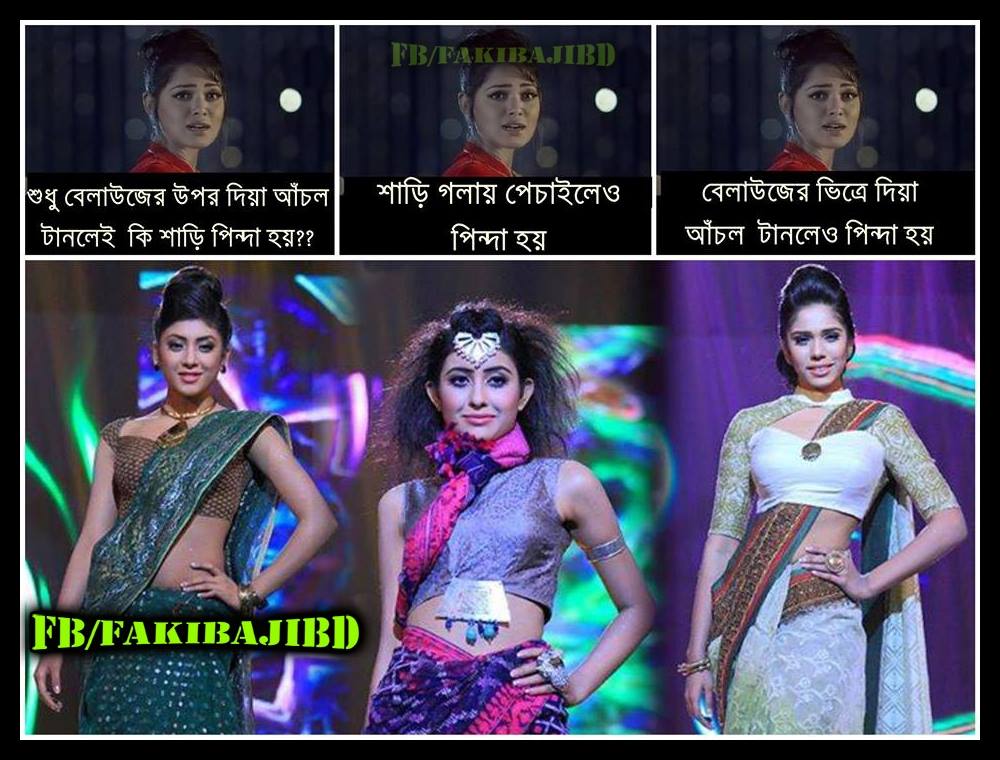 FB/FAKIBAJIBD
শুধু বেলাউজের উপর দিয়া আঁচল
টানলেই কি শাড়ি পিন্দা হয়??
শাড়ি গলায় পেচাইলেও
পিন্দা হয়
বেলাউজের ভিত্রে দিয়া
আঁচল টানলেও পিন্দা হয়
FB/FAKIBAJIBD